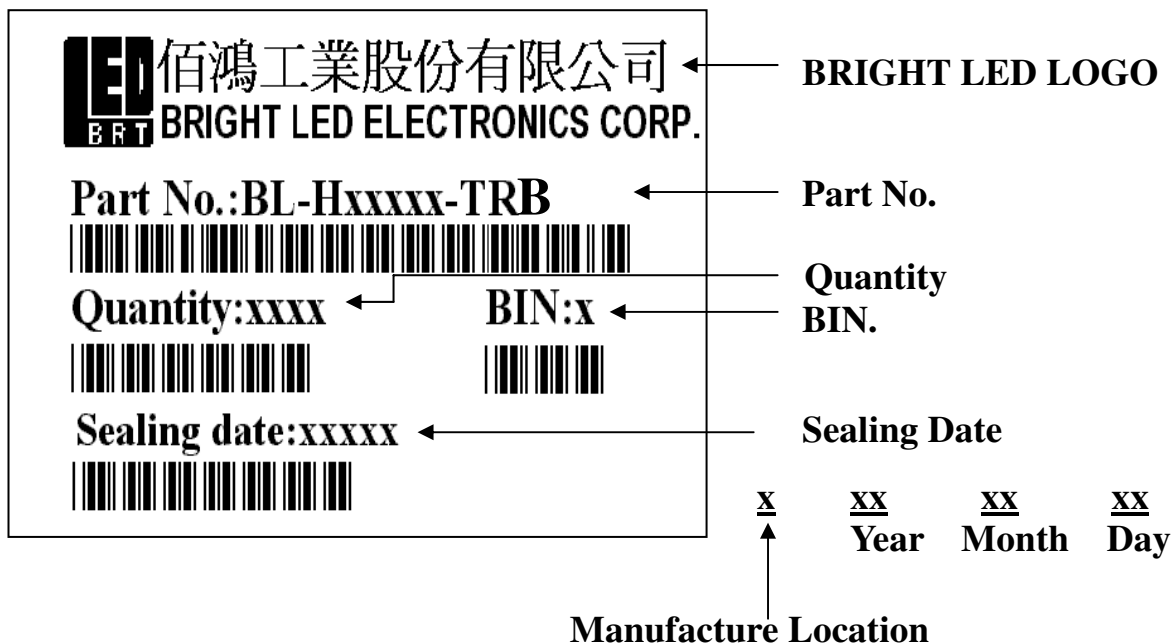 LED
BRT
佰鴻工業股份有限公司
BRIGHT LED ELECTRONICS CORP.
BRIGHT LED LOGO
Part No.:BL-Hxxxxx-TRB
Part No.
Quantity
Quantity:xxxx
BIN:x
BIN.
Sealing date:xxxxx
Sealing Date
x xx xx xx
Year Month Day
Manufacture Location